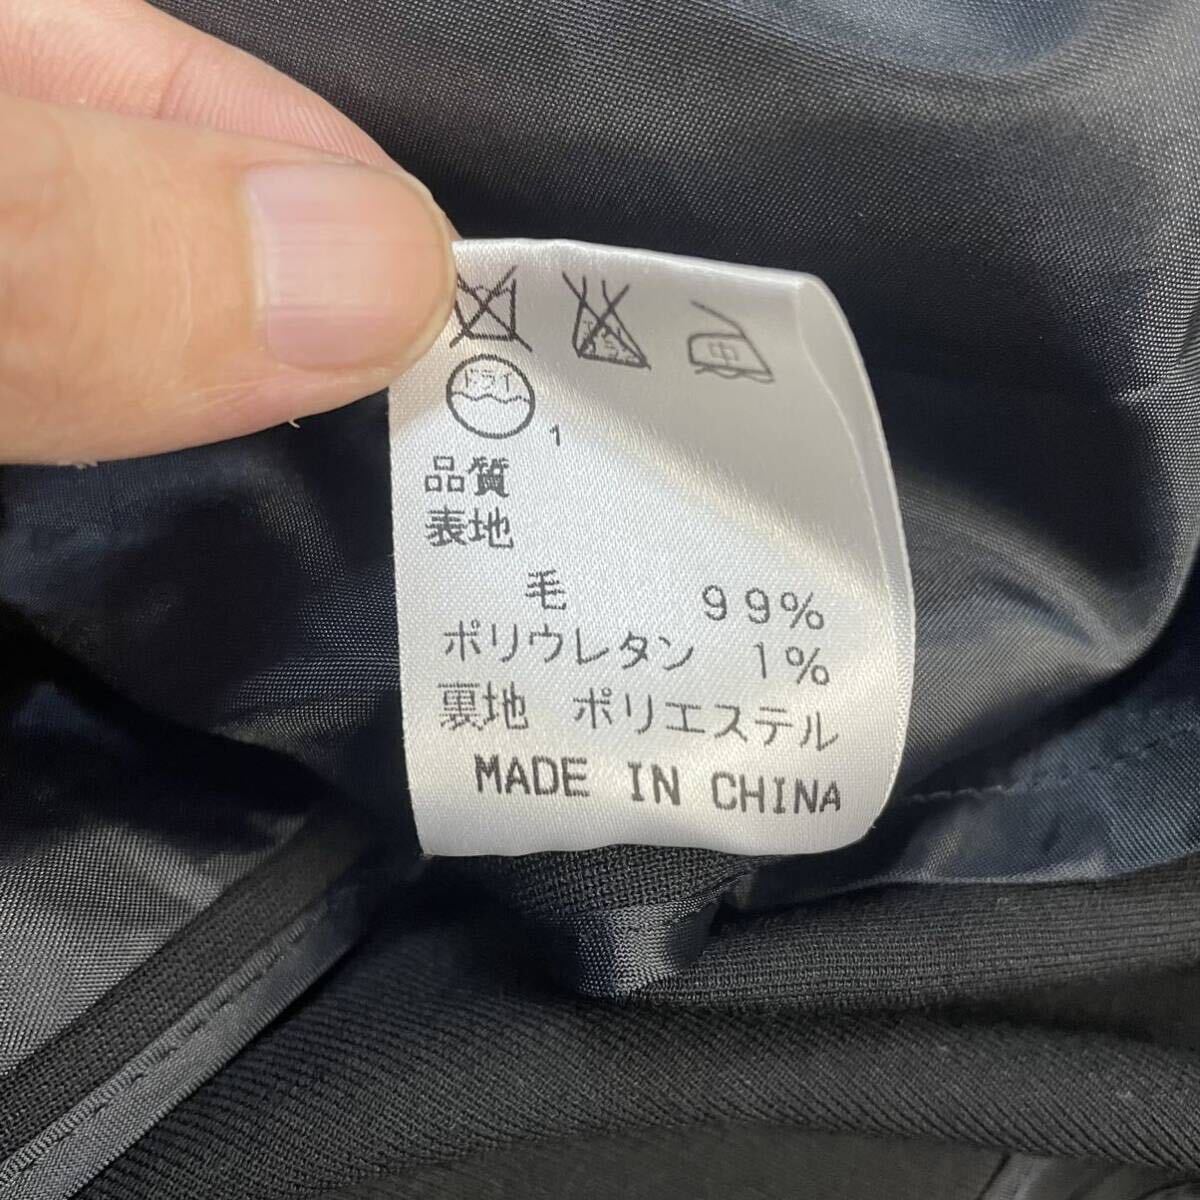 中
ドライ
1
品質
表地
毛 99%
ポリウレタン 1%
裏地 ポリエステル
MADE IN CHINA